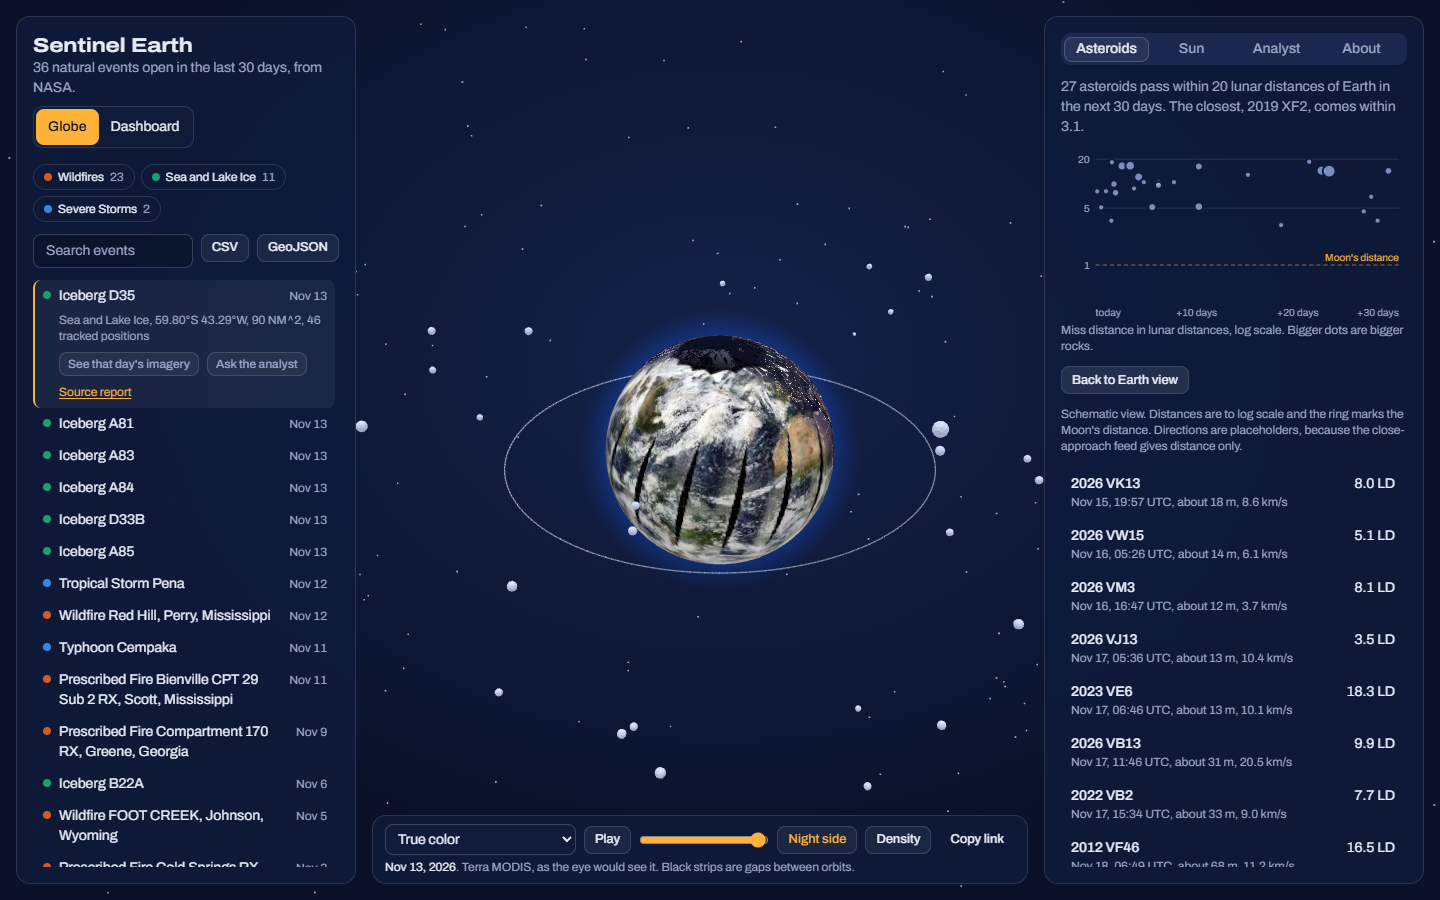 Sentinel Earth
36 natural events open in the last 30 days, from
NASA.
Globe
Dashboard
Wildfires 23
Sea and Lake Ice 11
Severe Storms 2
Search events
CSV
GeoJSON
Iceberg D35
Nov 13
Sea and Lake Ice, 59.80°S 43.29°W, 90 NM^2, 46
tracked positions
See that day's imagery
Ask the analyst
Source report
Iceberg A81
Nov 13
Iceberg A83
Nov 13
Iceberg A84
Nov 13
Iceberg D33B
Nov 13
Iceberg A85
Nov 13
Tropical Storm Pena
Nov 12
Wildfire Red Hill, Perry, Mississippi
Nov 12
Typhoon Cempaka
Nov 11
Prescribed Fire Bienville CPT 29
Nov 11
Sub 2 RX, Scott, Mississippi
Prescribed Fire Compartment 170
Nov 9
RX, Greene, Georgia
Iceberg B22A
Nov 6
Wildfire FOOT CREEK, Johnson,
Nov 5
Wyoming
Prescribed Fire Cold Springs RX
True color
Play
Night side
Density
Copy link
Nov 13, 2026. Terra MODIS, as the eye would see it. Black strips are gaps between orbits.
Asteroids
Sun
Analyst
About
27 asteroids pass within 20 lunar distances of Earth in
the next 30 days. The closest, 2019 XF2, comes within
3.1.
20
5
Moon's distance
1
today
+10 days
+20 days
+30 days
Miss distance in lunar distances, log scale. Bigger dots are bigger
rocks.
Back to Earth view
Schematic view. Distances are to log scale and the ring marks the
Moon's distance. Directions are placeholders, because the close-
approach feed gives distance only.
2026 VK13
8.0 LD
Nov 15, 19:57 UTC, about 18 m, 8.6 km/s
2026 VW15
5.1 LD
Nov 16, 05:26 UTC, about 14 m, 6.1 km/s
2026 VM3
8.1 LD
Nov 16, 16:47 UTC, about 12 m, 3.7 km/s
2026 VJ13
3.5 LD
Nov 17, 05:36 UTC, about 13 m, 10.4 km/s
2023 VE6
18.3 LD
Nov 17, 06:46 UTC, about 13 m, 10.1 km/s
2026 VB13
9.9 LD
Nov 17, 11:46 UTC, about 31 m, 20.5 km/s
2022 VB2
7.7 LD
Nov 17, 15:34 UTC, about 33 m, 9.0 km/s
2012 VF46
16.5 LD
Nov 18, 06:49 UTC, about 68 m, 11.2 km/s